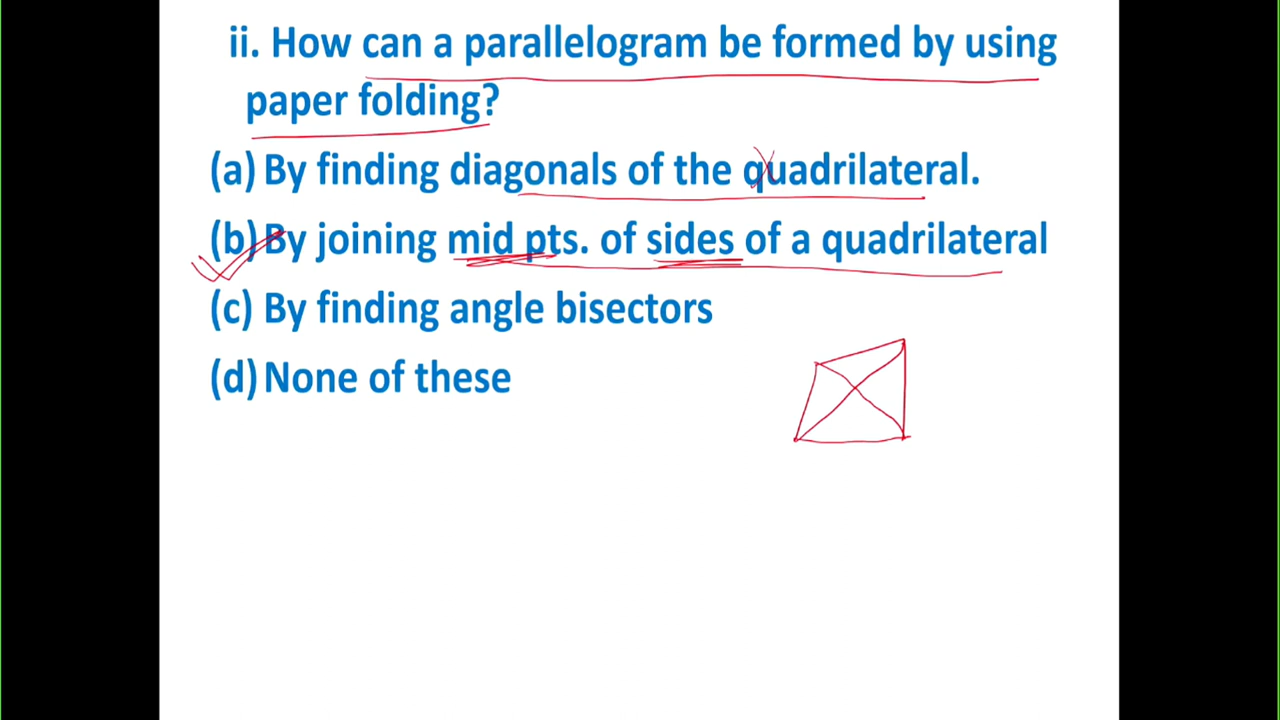 ii. How can a parallelogram be formed by using
paper folding?
(a) By finding diagonals of the quadrilateral.
(b) By joining mid pts. of sides of a quadrilateral
(c) By finding angle bisectors
(d) None of these